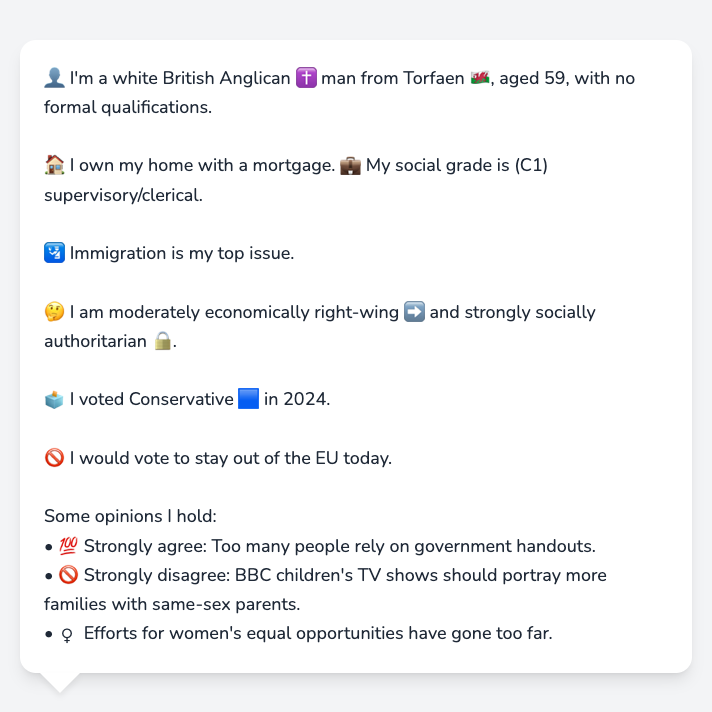 👤 I'm a white British Anglican ✝️ man from Torfaen 🏴󠁧󠁢󠁷󠁬󠁳󠁿, aged 59, with no
formal qualifications.
🏠 I own my home with a mortgage. 💼 My social grade is (C1)
supervisory/clerical.
🛂 Immigration is my top issue.
🤔 I am moderately economically right-wing ➡️ and strongly socially
authoritarian 🔒.
🗳️ I voted Conservative 🟦 in 2024.
🚫 I would vote to stay out of the EU today.
Some opinions I hold:
• 💯 Strongly agree: Too many people rely on government handouts.
• 🚫 Strongly disagree: BBC children's TV shows should portray more
families with same-sex parents.
• ♀ Efforts for women's equal opportunities have gone too far.